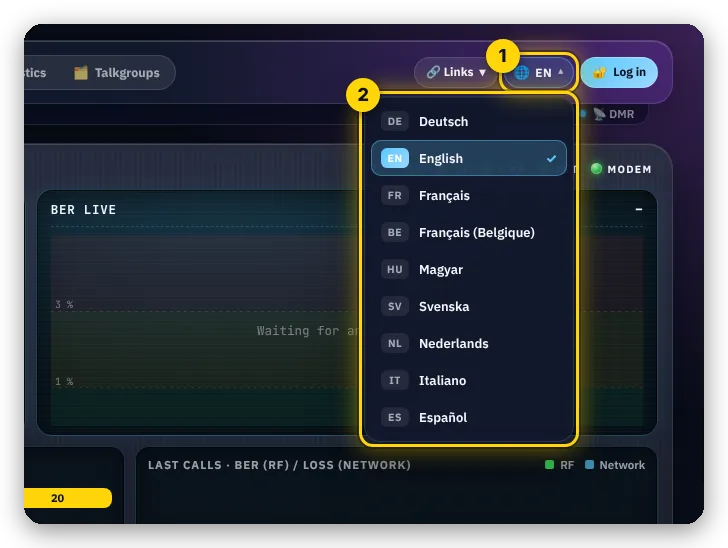 1
tics
Talkgroups
Links ▼
EN
Log in
2
DMR
MODEM
BER LIVE
–
3 %
1 %
Waiting for
DE Deutsch
EN English ✓
FR Français
BE Français (Belgique)
HU Magyar
SV Svenska
NL Nederlands
IT Italiano
ES Español
20
LAST CALLS · BER (RF) / LOSS (NETWORK)
RF
Network